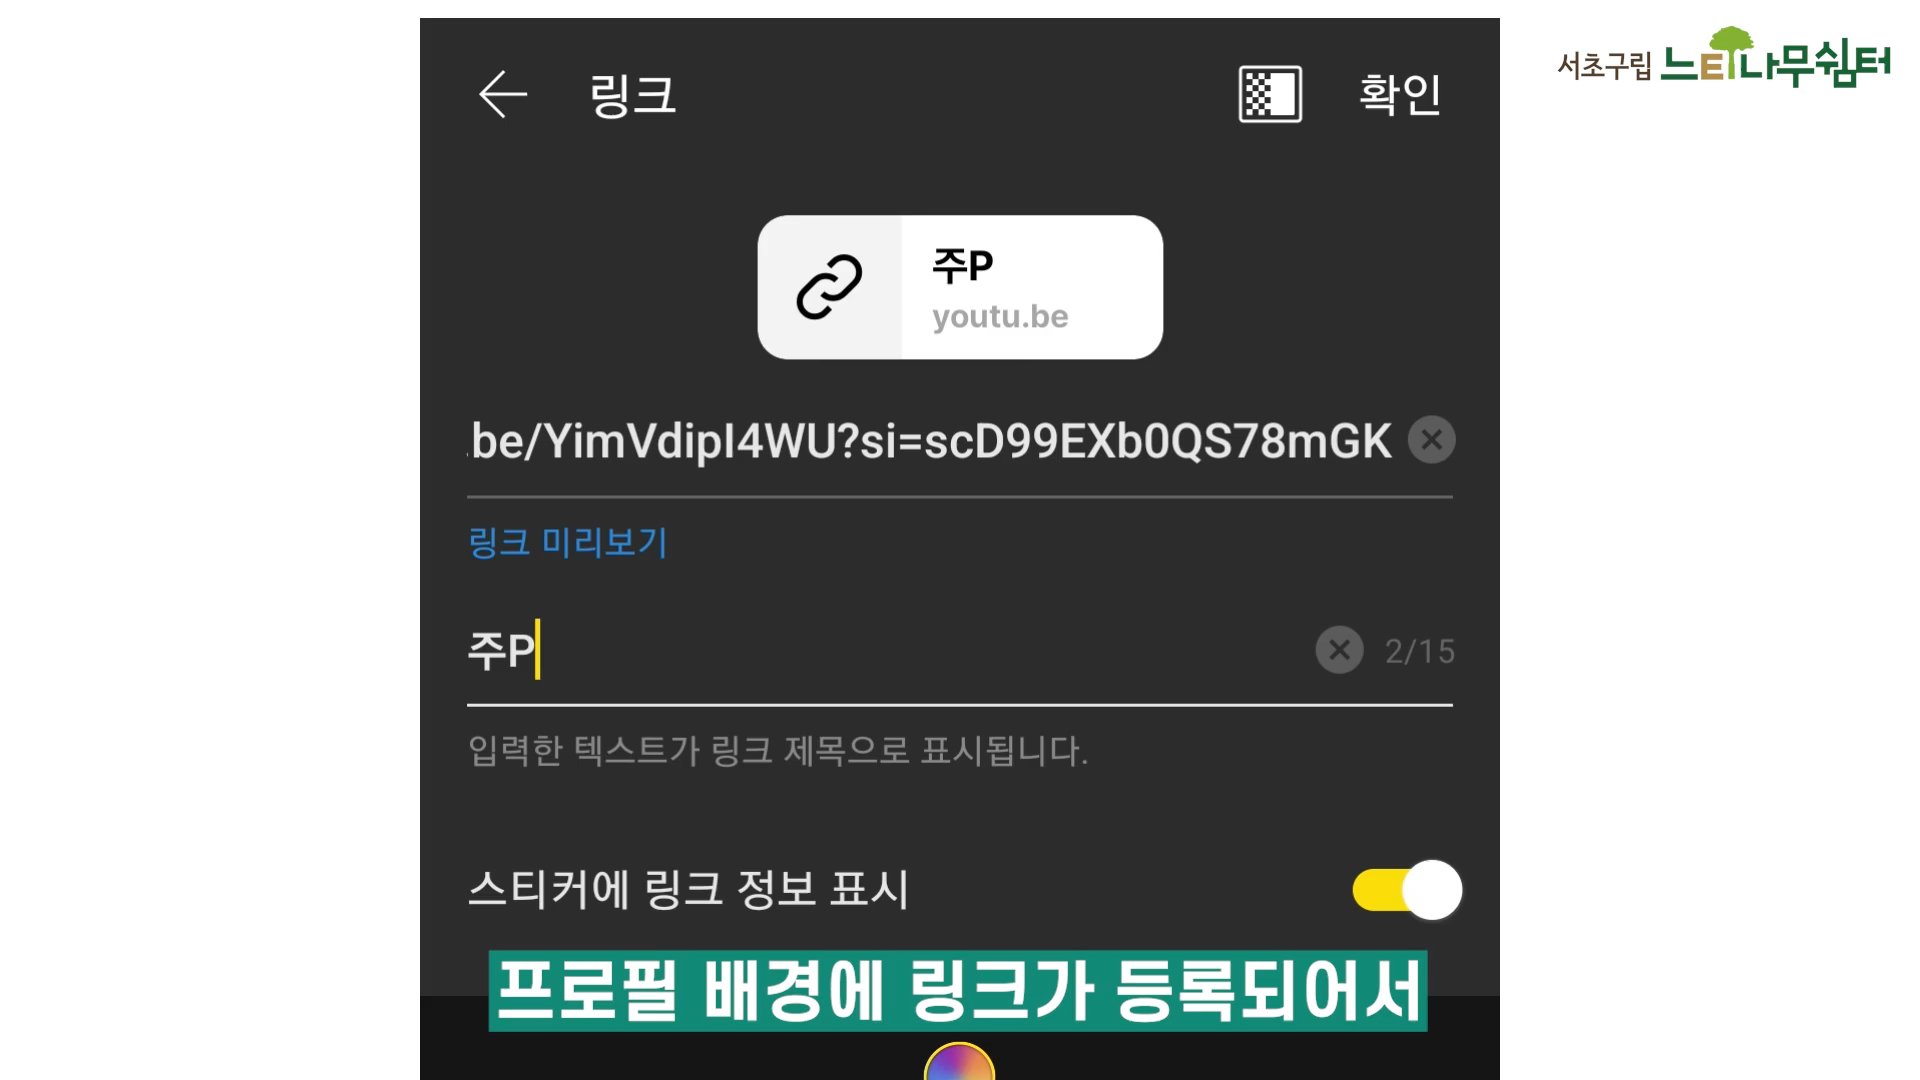 서초구립 느티나무쉼터
링크
확인
주P
youtu.be
.be/YimVdipI4WU?si=scD99EXb0QS78mGK
링크 미리보기
주P
2/15
입력한 텍스트가 링크 제목으로 표시됩니다.
스티커에 링크 정보 표시
프로필 배경에 링크가 등록되어서